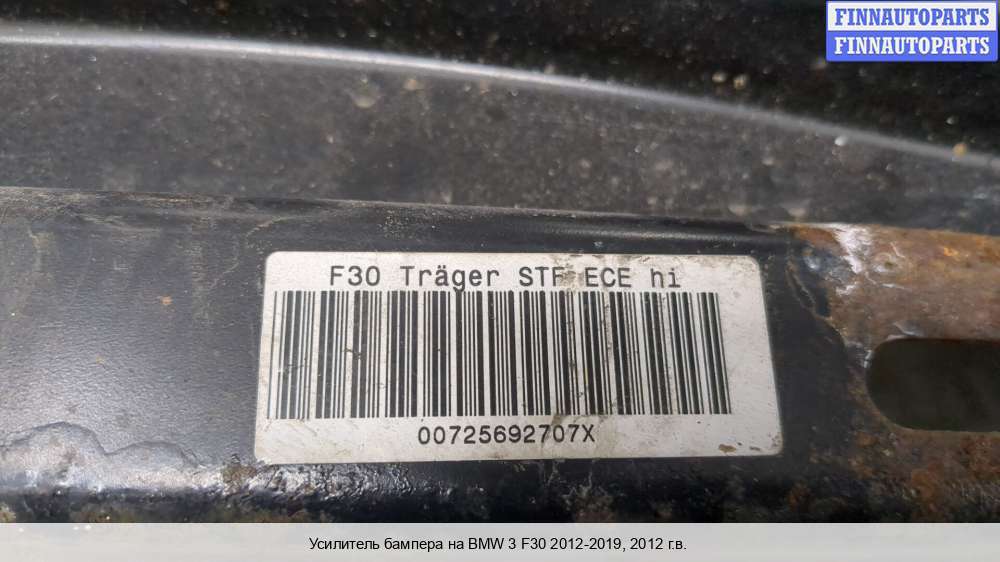 FINNAUTOPARTS
FINNAUTOPARTS
F30 Träger STF ECE hi
00725692707X
Усилитель бампера на BMW 3 F30 2012-2019, 2012 г.в.